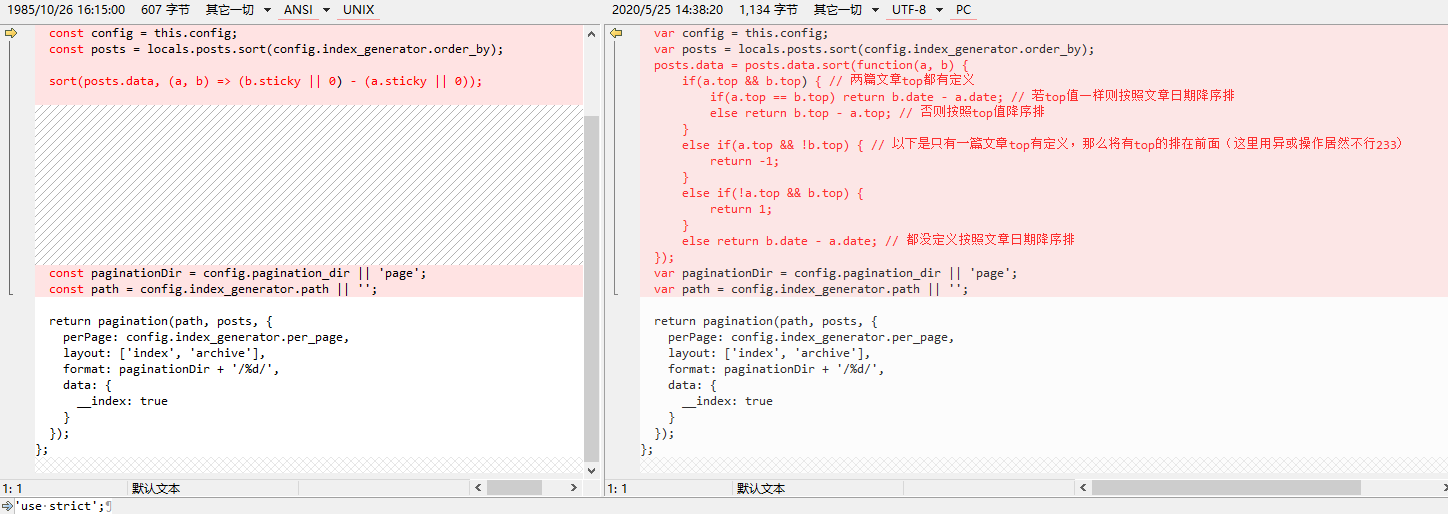 1985/10/26 16:15:00 607 字节 其它一切 ANSI UNIX
const config = this.config;
const posts = locals.posts.sort(config.index_generator.order_by);
sort(posts.data, (a, b) => (b.sticky || 0) - (a.sticky || 0));
const paginationDir = config.pagination_dir || 'page';
const path = config.index_generator.path || '';
return pagination(path, posts, {
perPage: config.index_generator.per_page,
layout: ['index', 'archive'],
format: paginationDir + '/%d/',
data: {
__index: true
}
});
};
1: 1 默认文本
2020/5/25 14:38:20 1,134 字节 其它一切 UTF-8 PC
var config = this.config;
var posts = locals.posts.sort(config.index_generator.order_by);
posts.data = posts.data.sort(function(a, b) {
if(a.top && b.top) { // 两篇文章top都有定义
if(a.top == b.top) return b.date - a.date; // 若top值一样则按照文章日期降序排
else return b.top - a.top; // 否则按照top值降序排
}
else if(a.top && !b.top) { // 以下是只有一篇文章top有定义，那么将有top的排在前面（这里用异或操作居然不行233）
return -1;
}
else if(!a.top && b.top) {
return 1;
}
else return b.date - a.date; // 都没定义按照文章日期降序排
});
var paginationDir = config.pagination_dir || 'page';
var path = config.index_generator.path || '';
return pagination(path, posts, {
perPage: config.index_generator.per_page,
layout: ['index', 'archive'],
format: paginationDir + '/%d/',
data: {
__index: true
}
});
};
1: 1 默认文本
'use·strict';¶